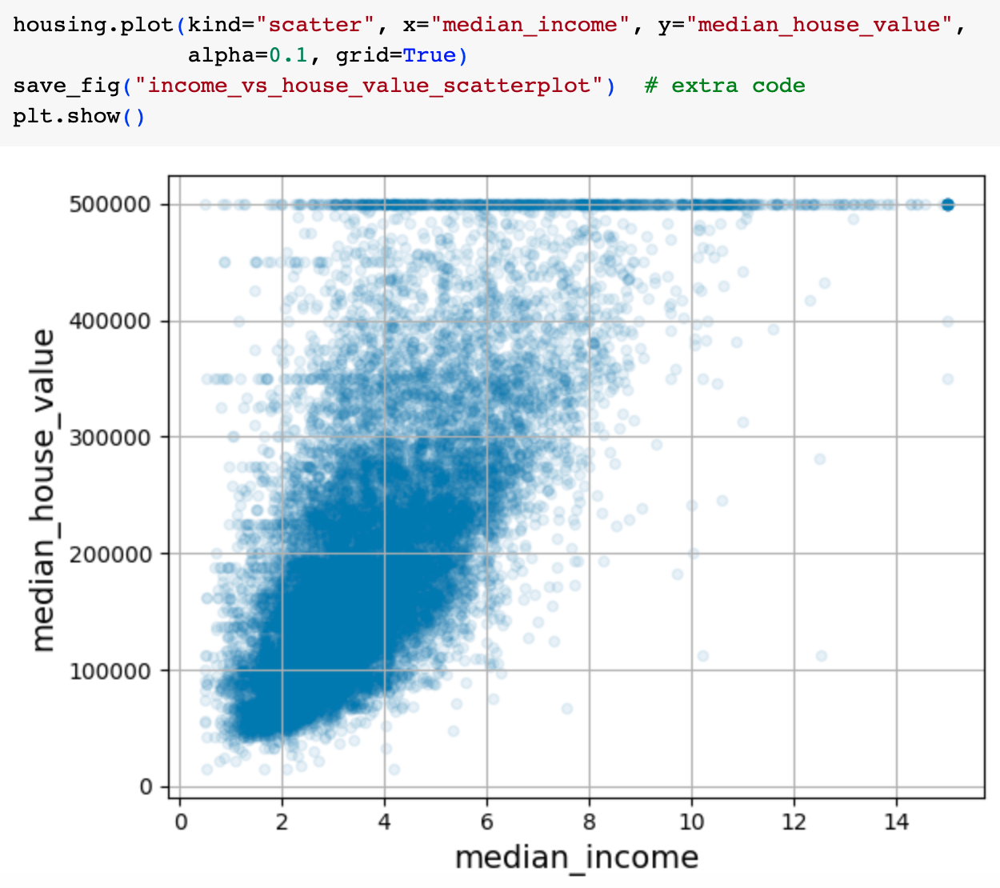 housing.plot(kind="scatter", x="median_income", y="median_house_value",
             alpha=0.1, grid=True)
save_fig("income_vs_house_value_scatterplot")  # extra code
plt.show()
500000
400000
300000
200000
100000
0
median_house_value
0 2 4 6 8 10 12 14
median_income